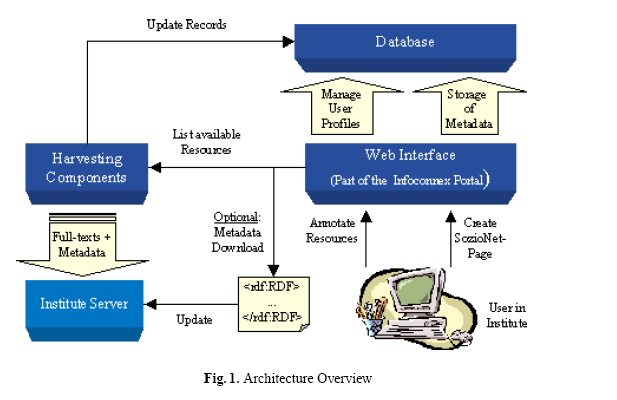 Update Records
Database
Manage
User
Profiles
Storage
of
Metadata
List available
Resources
Harvesting
Components
Web Interface
(Part of the Infoconnex Portal)
Full-texts +
Metadata
Optional:
Metadata
Download
Annotate
Resources
Create
SozioNet-
Page
Institute Server
Update
<rdf:RDF>
...
</rdf:RDF>
User in
Institute
Fig. 1. Architecture Overview